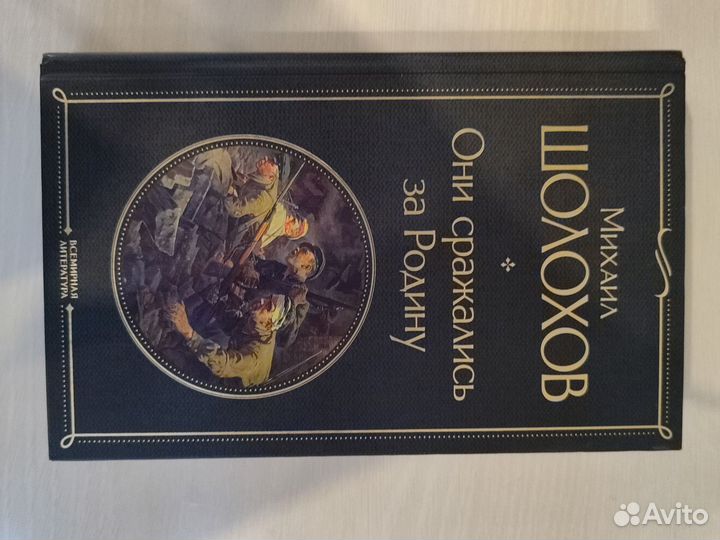 Михаил
ШОЛОХОВ
Они сражались
за Родину
ВСЕМИРНАЯ
ЛИТЕРАТУРА
Avito